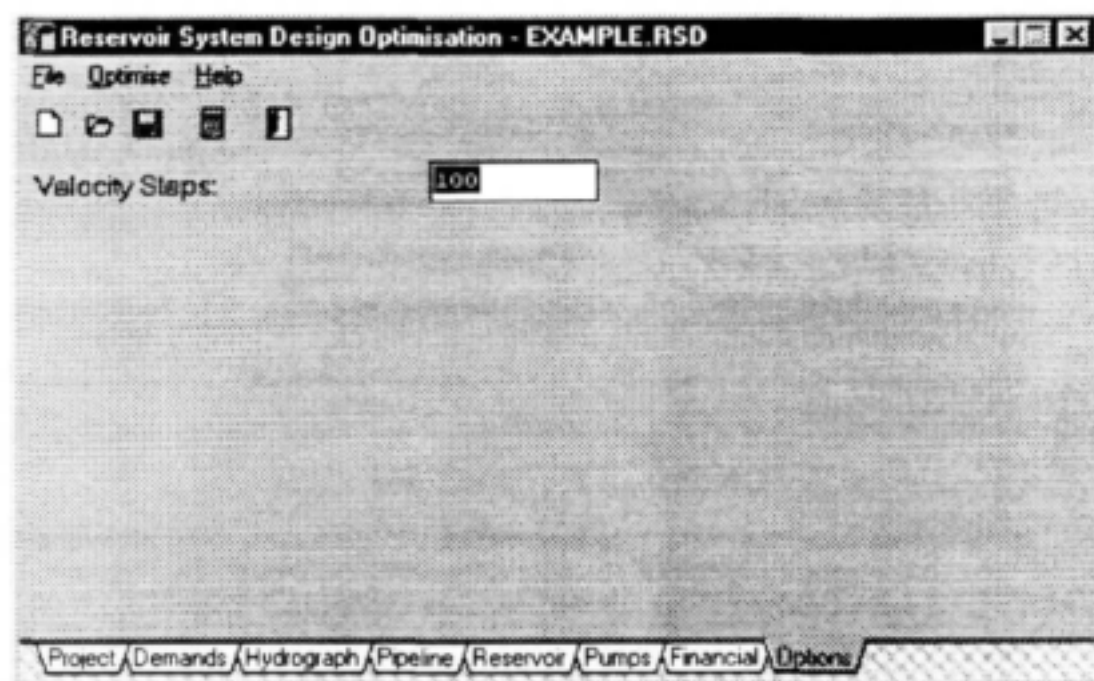 Reservoir System Design Optimisation - EXAMPLE.RSD
File Optimise Help
Velocity Steps: 100
Project Demands Hydrograph Pipeline Reservoir Pumps Financial Options